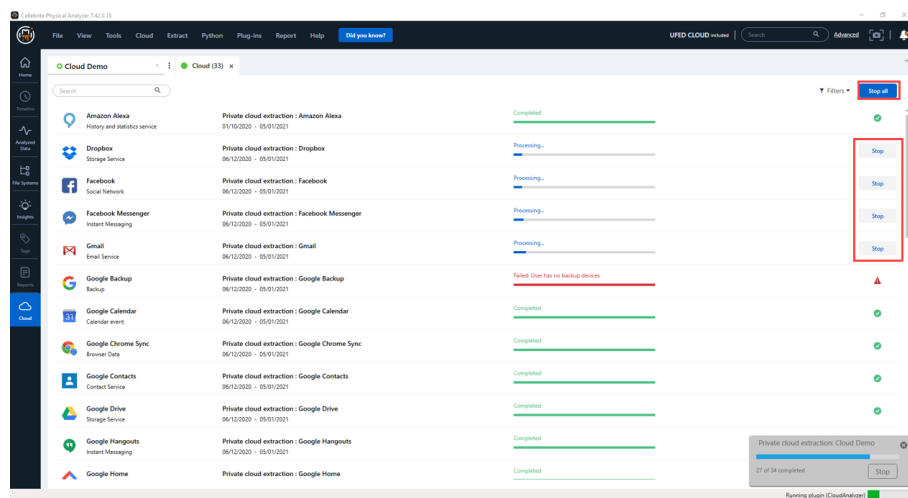 Cellebrite Physical Analyzer 7.42.0.15
File View Tools Cloud Extract Python Plug-ins Report Help Did you know? UFED CLOUD included Search Advanced
Home
Timeline
Analyzed
Data
File Systems
Insights
Tags
Reports
Cloud
Cloud Demo Cloud (33) ×
Search Filters Stop all
Amazon Alexa Private cloud extraction : Amazon Alexa Completed
History and statistics service 01/10/2020 - 05/01/2021
Dropbox Private cloud extraction : Dropbox Processing... Stop
Storage Service 06/12/2020 - 05/01/2021
Facebook Private cloud extraction : Facebook Processing... Stop
Social Network 06/12/2020 - 05/01/2021
Facebook Messenger Private cloud extraction : Facebook Messenger Processing... Stop
Instant Messaging 06/12/2020 - 05/01/2021
Gmail Private cloud extraction : Gmail Processing... Stop
Email Service 06/12/2020 - 05/01/2021
Google Backup Private cloud extraction : Google Backup Failed: User has no backup devices
Backup 06/12/2020 - 05/01/2021
Google Calendar Private cloud extraction : Google Calendar Completed
31 Calendar event 06/12/2020 - 05/01/2021
Google Chrome Sync Private cloud extraction : Google Chrome Sync Completed
Browser Data 06/12/2020 - 05/01/2021
Google Contacts Private cloud extraction : Google Contacts Completed
Contact Service 06/12/2020 - 05/01/2021
Google Drive Private cloud extraction : Google Drive Completed
Storage Service 06/12/2020 - 05/01/2021
Google Hangouts Private cloud extraction : Google Hangouts Completed
Instant Messaging 06/12/2020 - 05/01/2021
Google Home Private cloud extraction : Google Home Completed
Private cloud extraction: Cloud Demo
27 of 34 completed Stop
Running plugin (CloudAnalyzer)